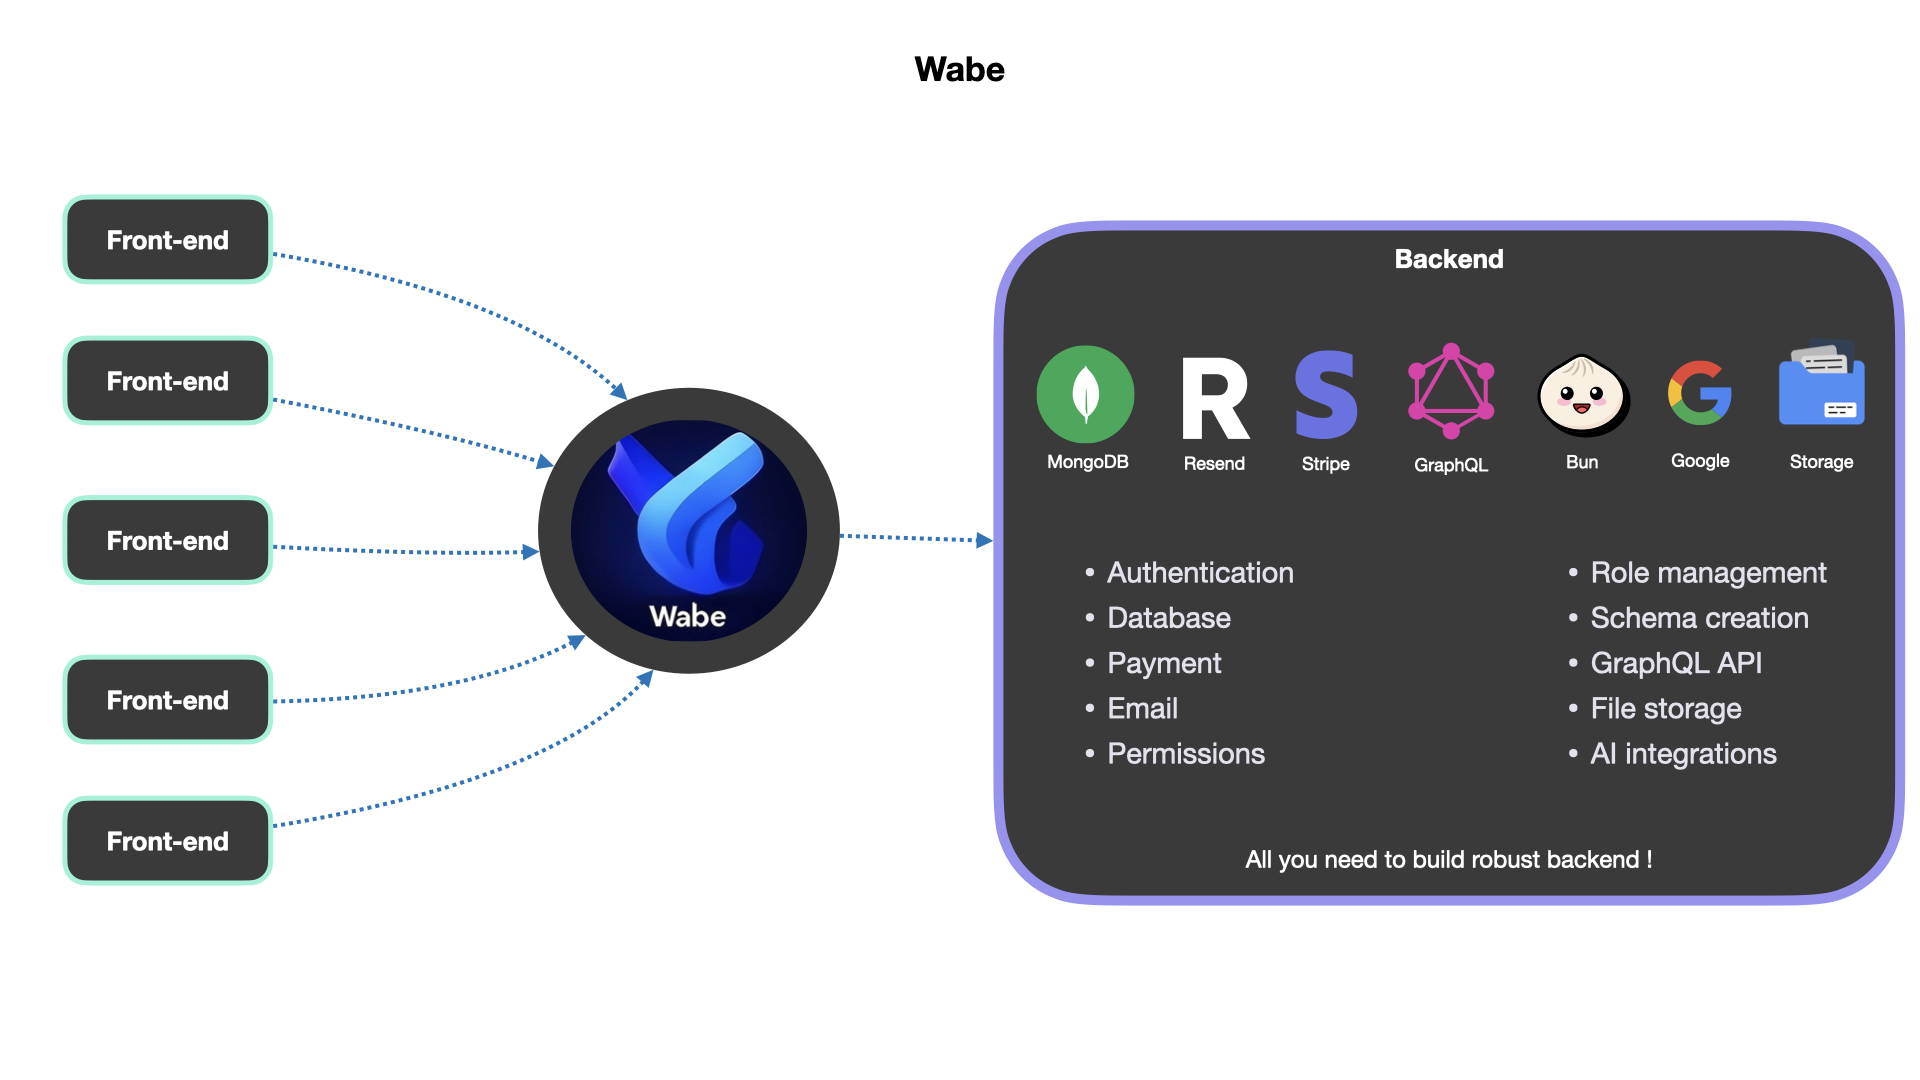 Wabe
Front-end
Front-end
Front-end
Front-end
Front-end
Wabe
Backend
MongoDB
Resend
Stripe
GraphQL
Bun
Google
Storage
• Authentication
• Database
• Payment
• Email
• Permissions
• Role management
• Schema creation
• GraphQL API
• File storage
• AI integrations
All you need to build robust backend !